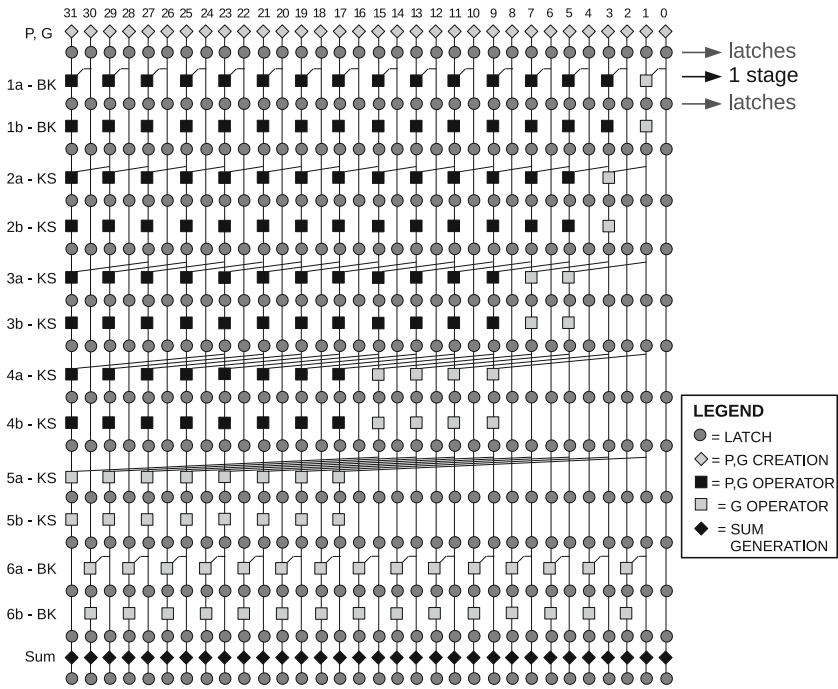 31 30 29 28 27 26 25 24 23 22 21 20 19 18 17 16 15 14 13 12 11 10 9 8 7 6 5 4 3 2 1 0
P, G
latches
1a - BK
1 stage
latches
1b - BK
2a - KS
2b - KS
3a - KS
3b - KS
4a - KS
4b - KS
5a - KS
5b - KS
6a - BK
6b - BK
Sum
LEGEND
= LATCH
= P,G CREATION
= P,G OPERATOR
= G OPERATOR
= SUM
GENERATION